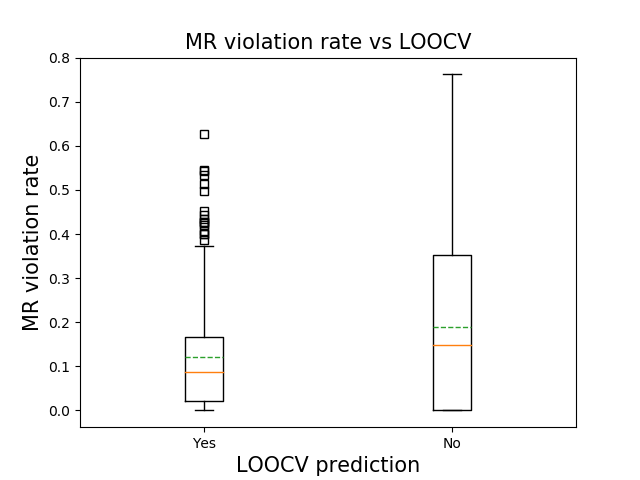 MR violation rate vs LOOCV
MR violation rate
0.8
0.7
0.6
0.5
0.4
0.3
0.2
0.1
0.0
Yes
No
LOOCV prediction